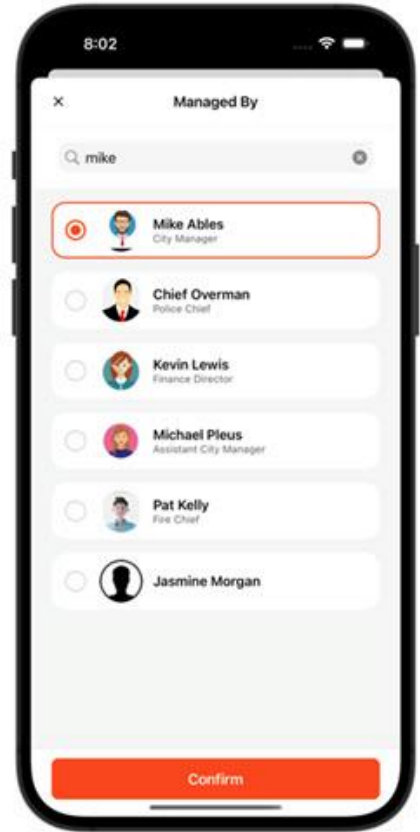 8:02
Managed By
mike
Mike Ables
City Manager
Chief Overman
Police Chief
Kevin Lewis
Finance Director
Michael Pleus
Assistant City Manager
Pat Kelly
Fire Chief
Jasmine Morgan
Confirm